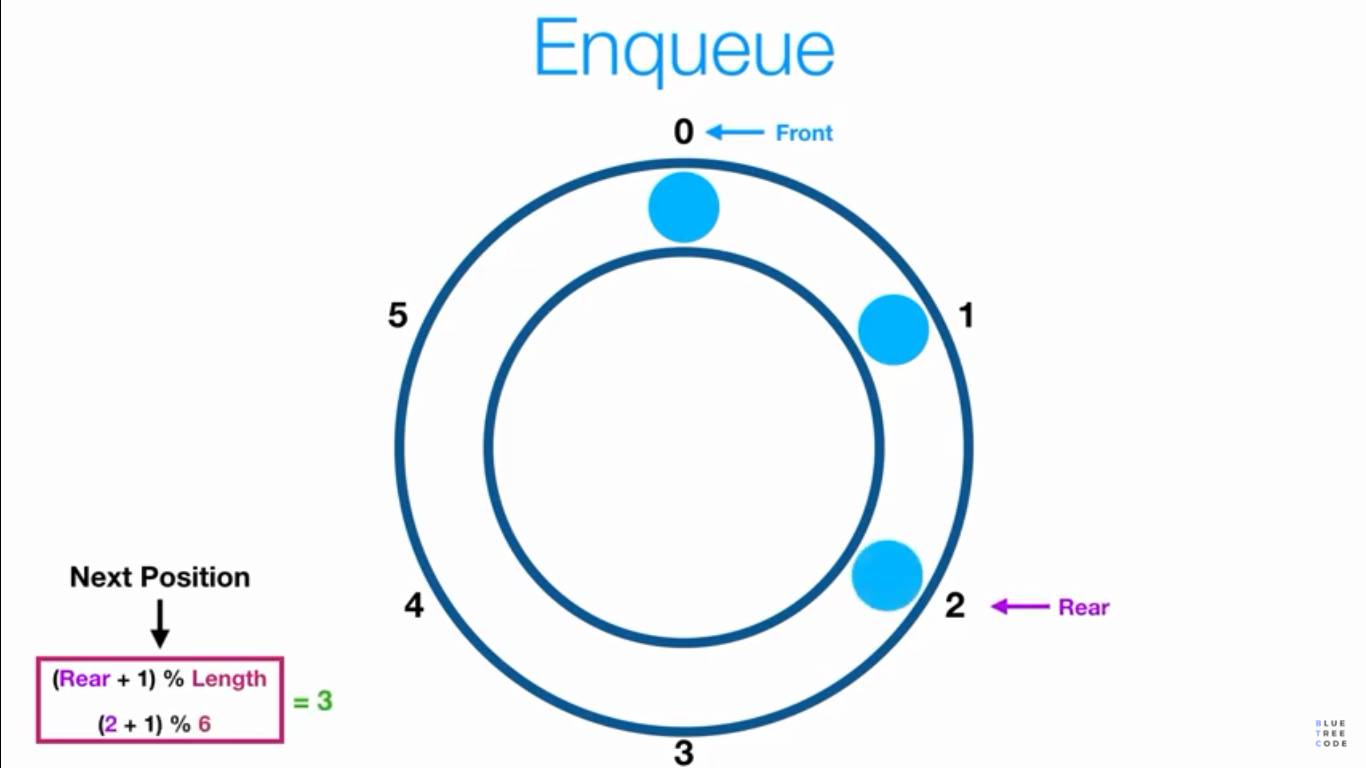 Enqueue
0
Front
5
1
4
2
Rear
3
Next Position
(Rear + 1) % Length
(2 + 1) % 6
= 3
BLUE
TREE
CODE